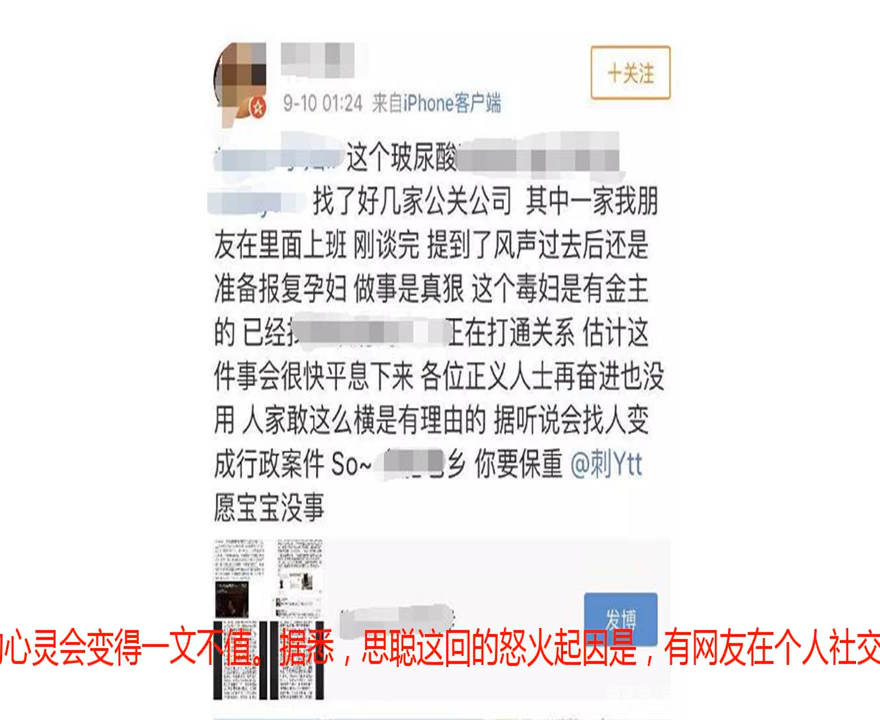 十关注
9-10 01:24 来自iPhone客户端
这个玻尿酸
找了好几家公关公司 其中一家我朋
友在里面上班 刚谈完 提到了风声过去后还是
准备报复孕妇 做事是真狠 这个毒妇是有金主
的 已经找 正在打通关系 估计这
件事会很快平息下来 各位正义人士再奋进也没
用 人家敢这么横是有理由的 据听说会找人变
成行政案件 So~ 乡 你要保重 @刺Ytt
愿宝宝没事
发博
心灵会变得一文不值。据悉，思聪这回的怒火起因是，有网友在个人社交